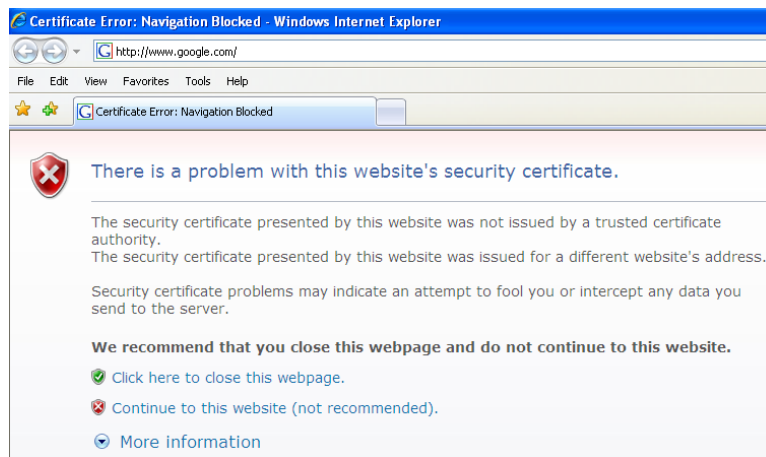 Certificate Error: Navigation Blocked - Windows Internet Explorer
http://www.google.com/
File Edit View Favorites Tools Help
Certificate Error: Navigation Blocked
There is a problem with this website's security certificate.
The security certificate presented by this website was not issued by a trusted certificate
authority.
The security certificate presented by this website was issued for a different website's address.
Security certificate problems may indicate an attempt to fool you or intercept any data you
send to the server.
We recommend that you close this webpage and do not continue to this website.
Click here to close this webpage.
Continue to this website (not recommended).
More information